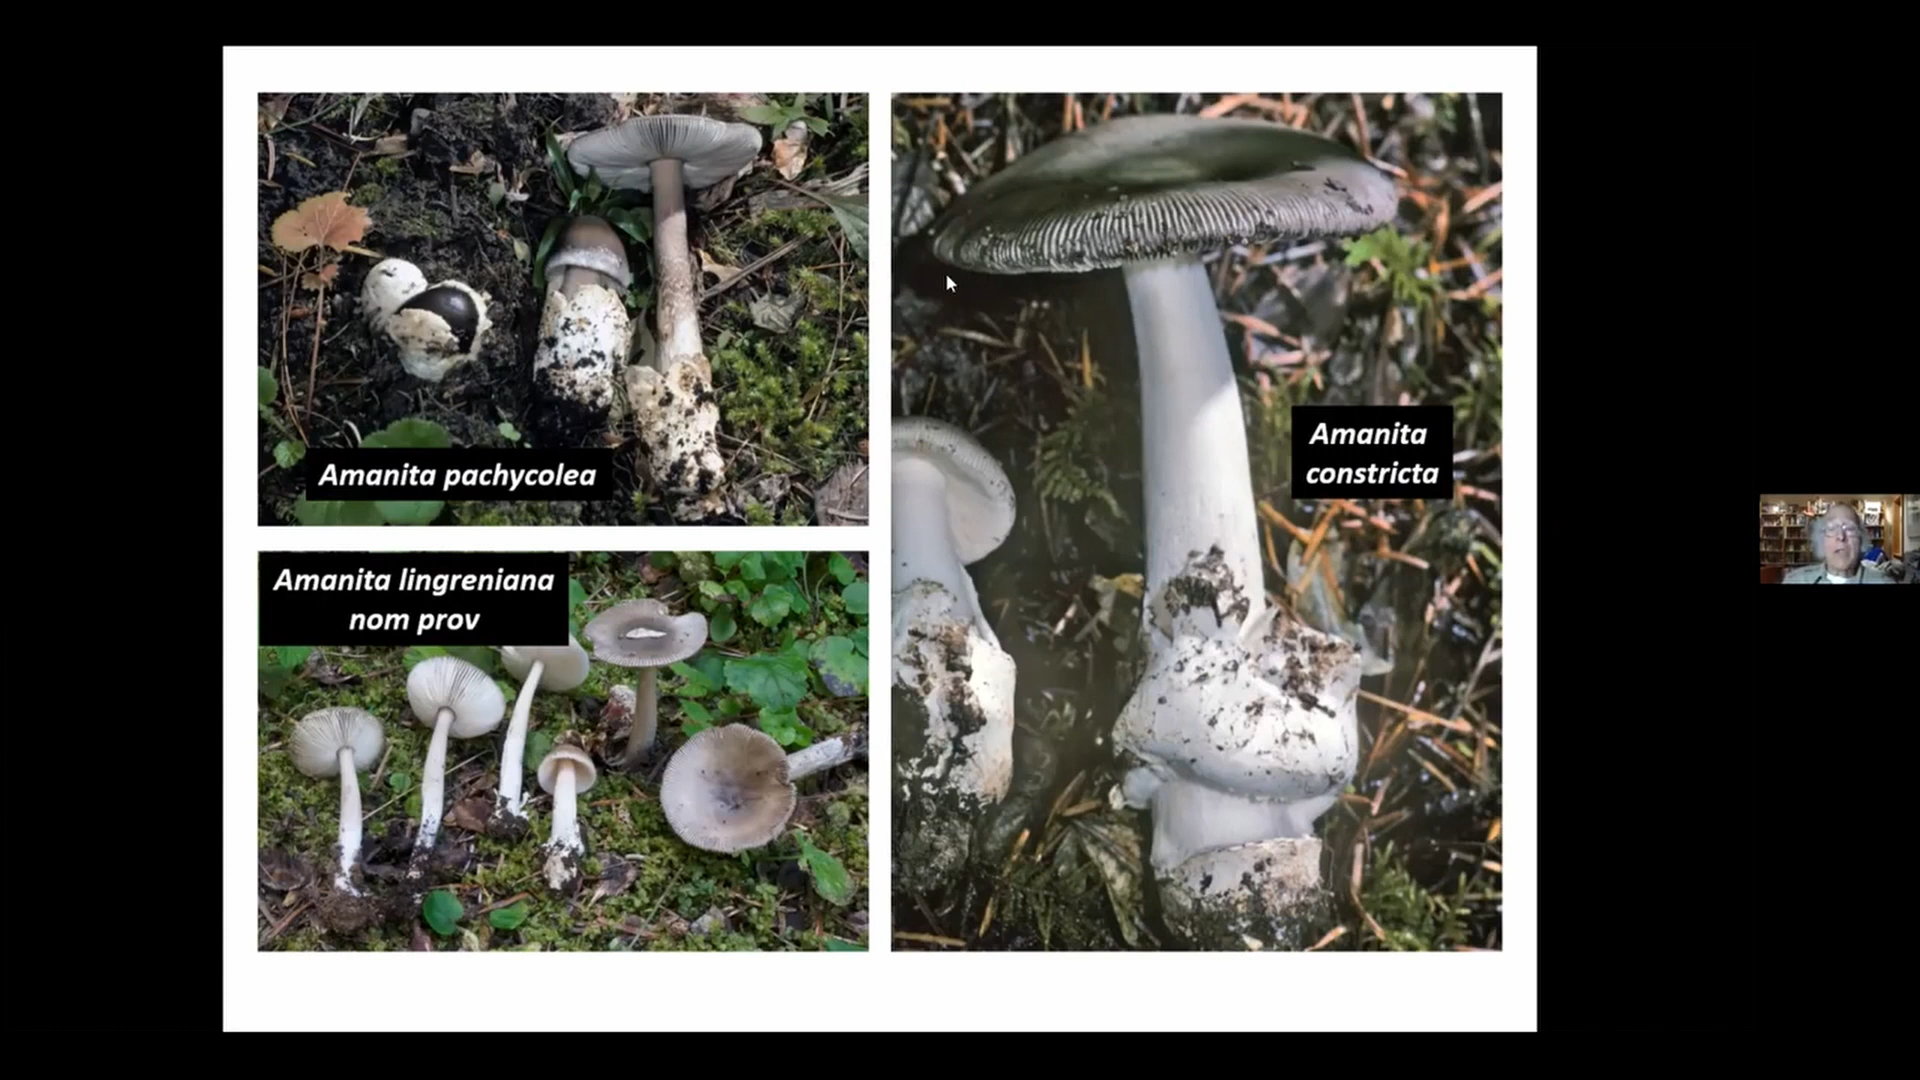 Amanita pachycolea
Amanita lingreniana
nom prov
Amanita
constricta